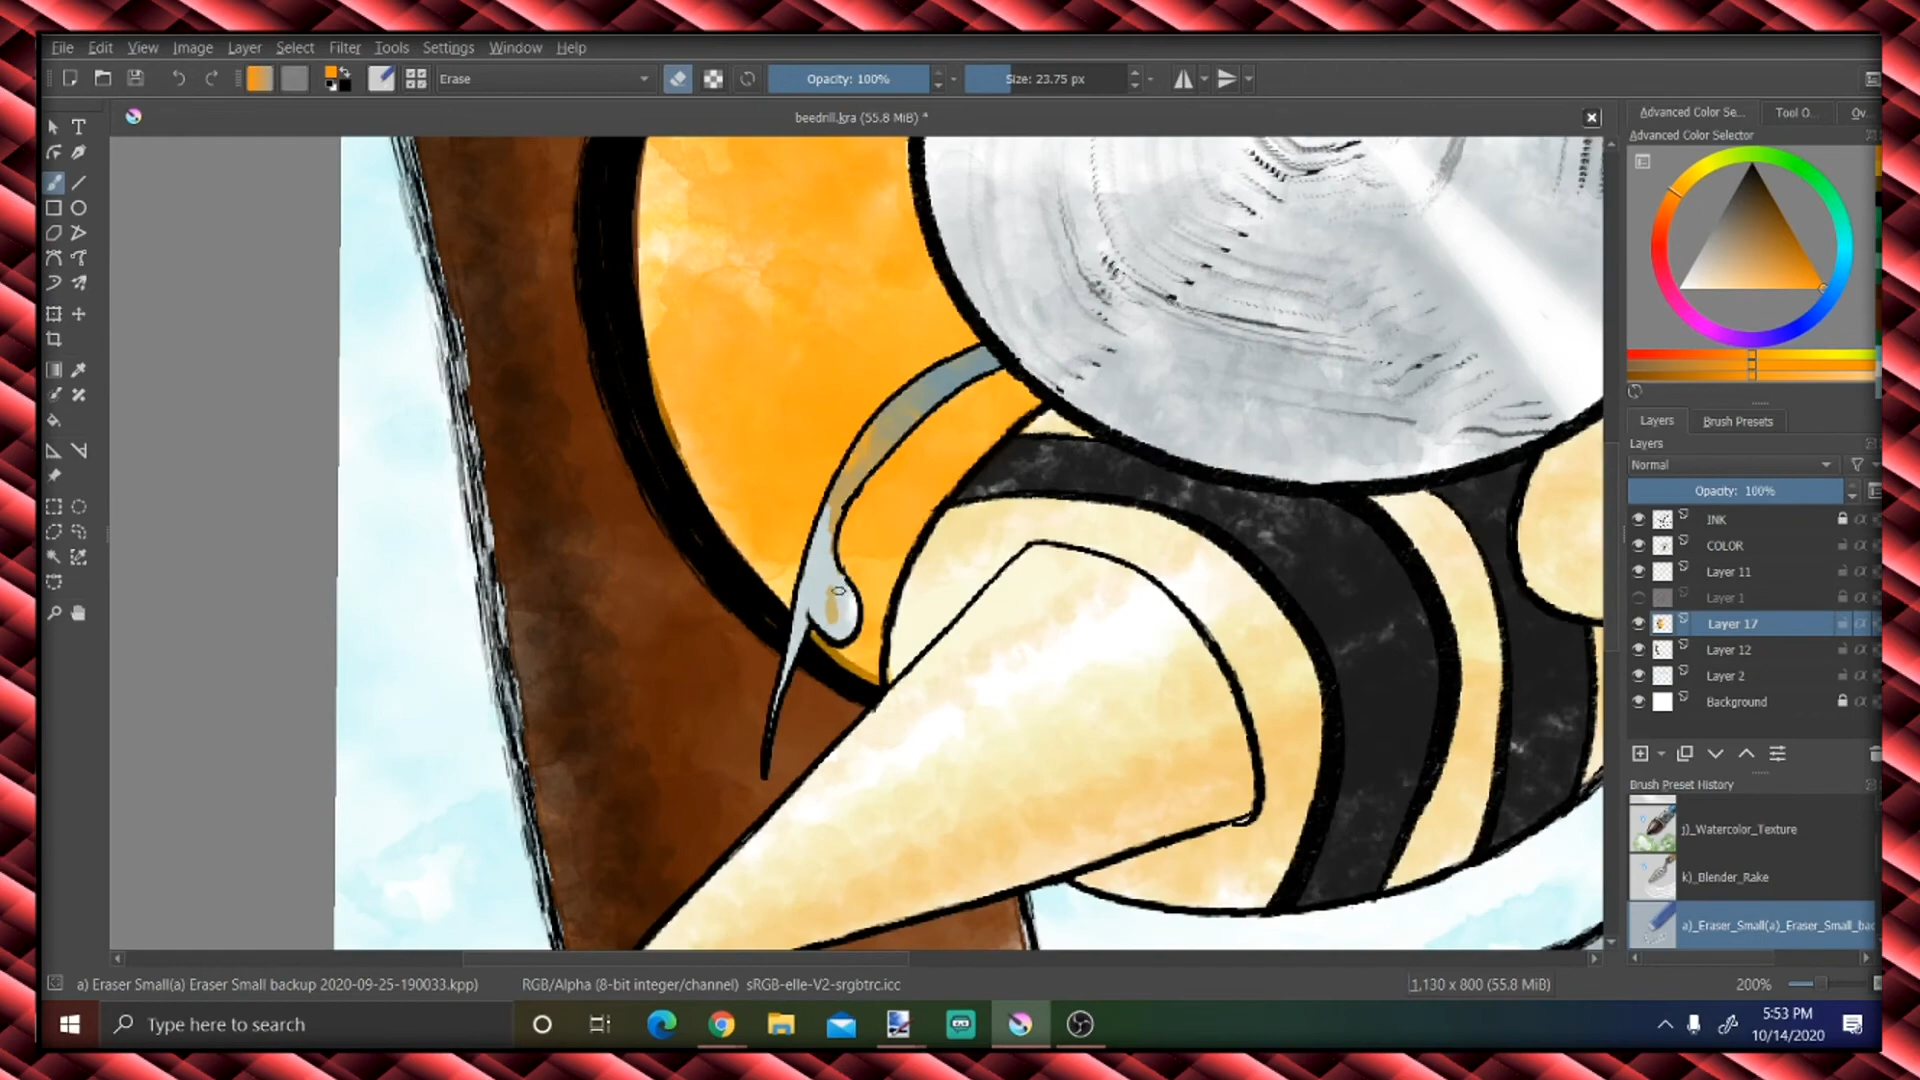 File Edit View Image Layer Select Filter Tools Settings Window Help
Erase Opacity: 100% Size: 23.75 px
beedrill.kra (55.8 MiB) *
Advanced Color Se... Tool O... Ov
Advanced Color Selector
Layers Brush Presets
Layers
Normal
Opacity: 100%
INK
COLOR
Layer 11
Layer 1
Layer 17
Layer 12
Layer 2
Background
Brush Preset History
j)_Watercolor_Texture
k)_Blender_Rake
a)_Eraser_Small(a)_Eraser_Small_bac
a) Eraser Small(a) Eraser Small backup 2020-09-25-190033.kpp) RGB/Alpha (8-bit integer/channel) sRGB-elle-V2-srgbtrc.icc 1,130 x 800 (55.8 MiB) 200%
Type here to search
5:53 PM
10/14/2020